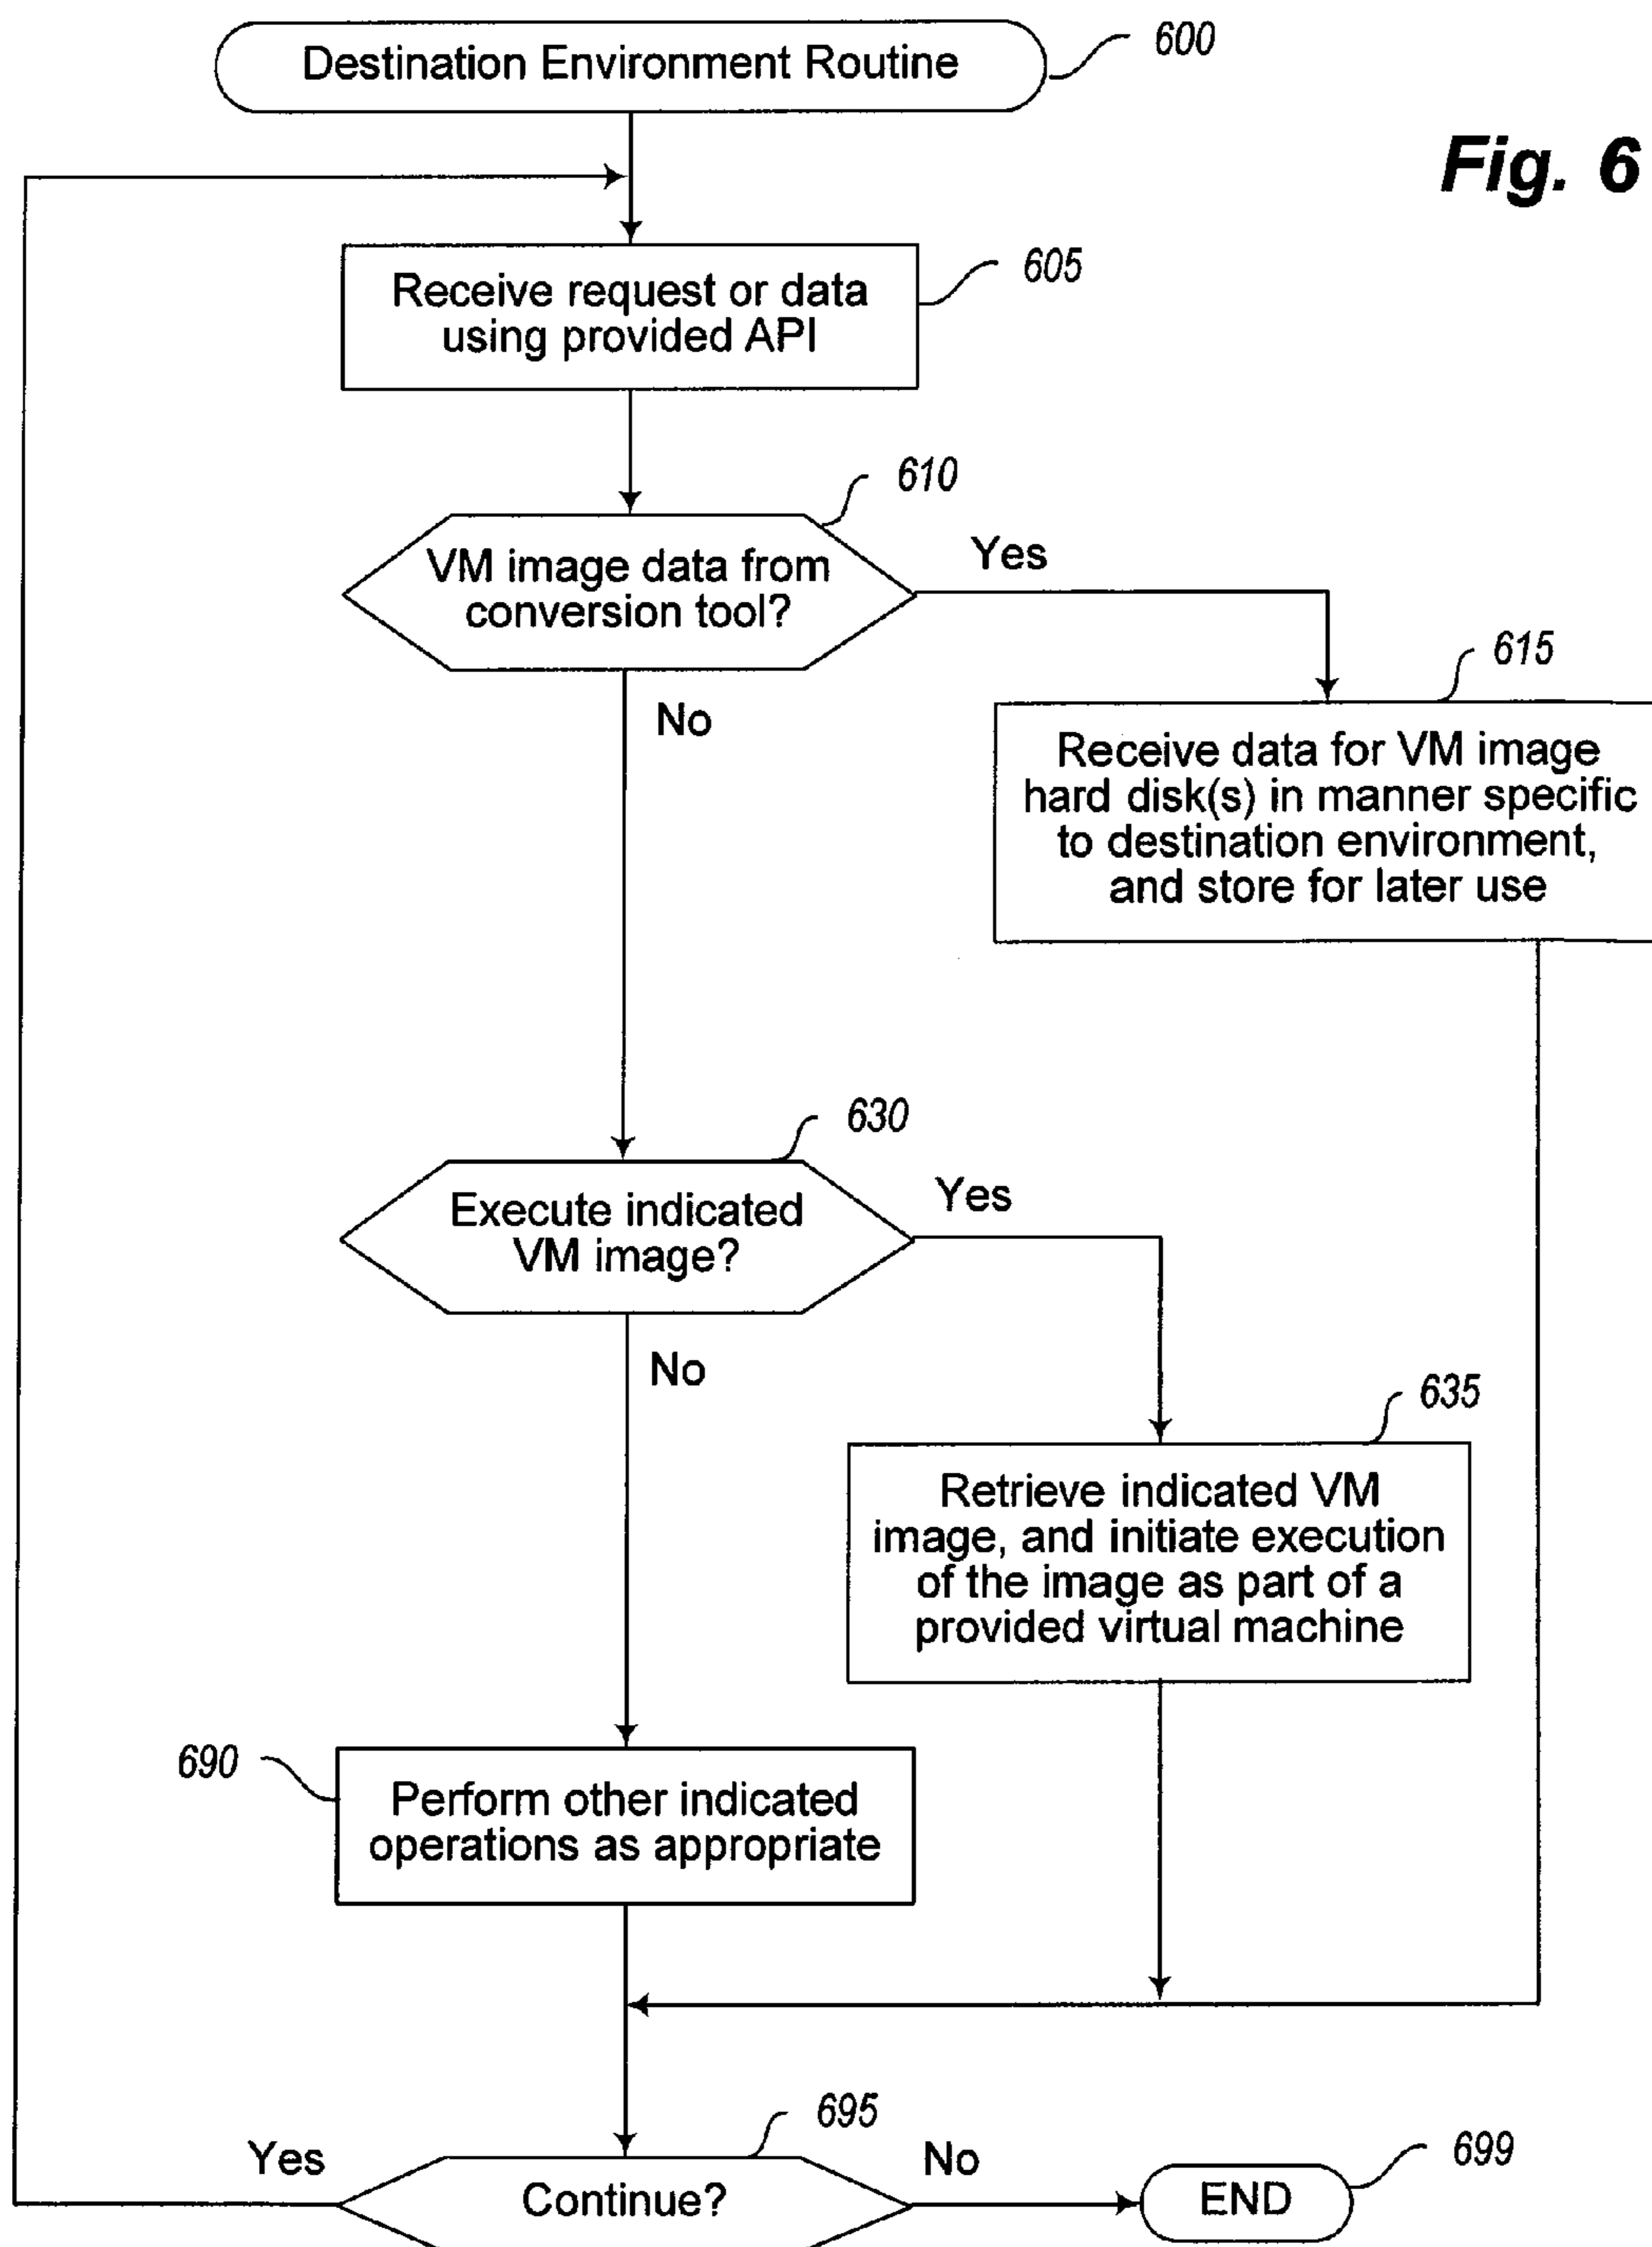 Destination Environment Routine
600
Fig. 6
605
Receive request or data
using provided API
610
VM image data from
conversion tool?
Yes
No
615
Receive data for VM image
hard disk(s) in manner specific
to destination environment,
and store for later use
630
Execute indicated
VM image?
Yes
No
635
Retrieve indicated VM
image, and initiate execution
of the image as part of a
provided virtual machine
690
Perform other indicated
operations as appropriate
695
Yes
Continue?
No
END
699